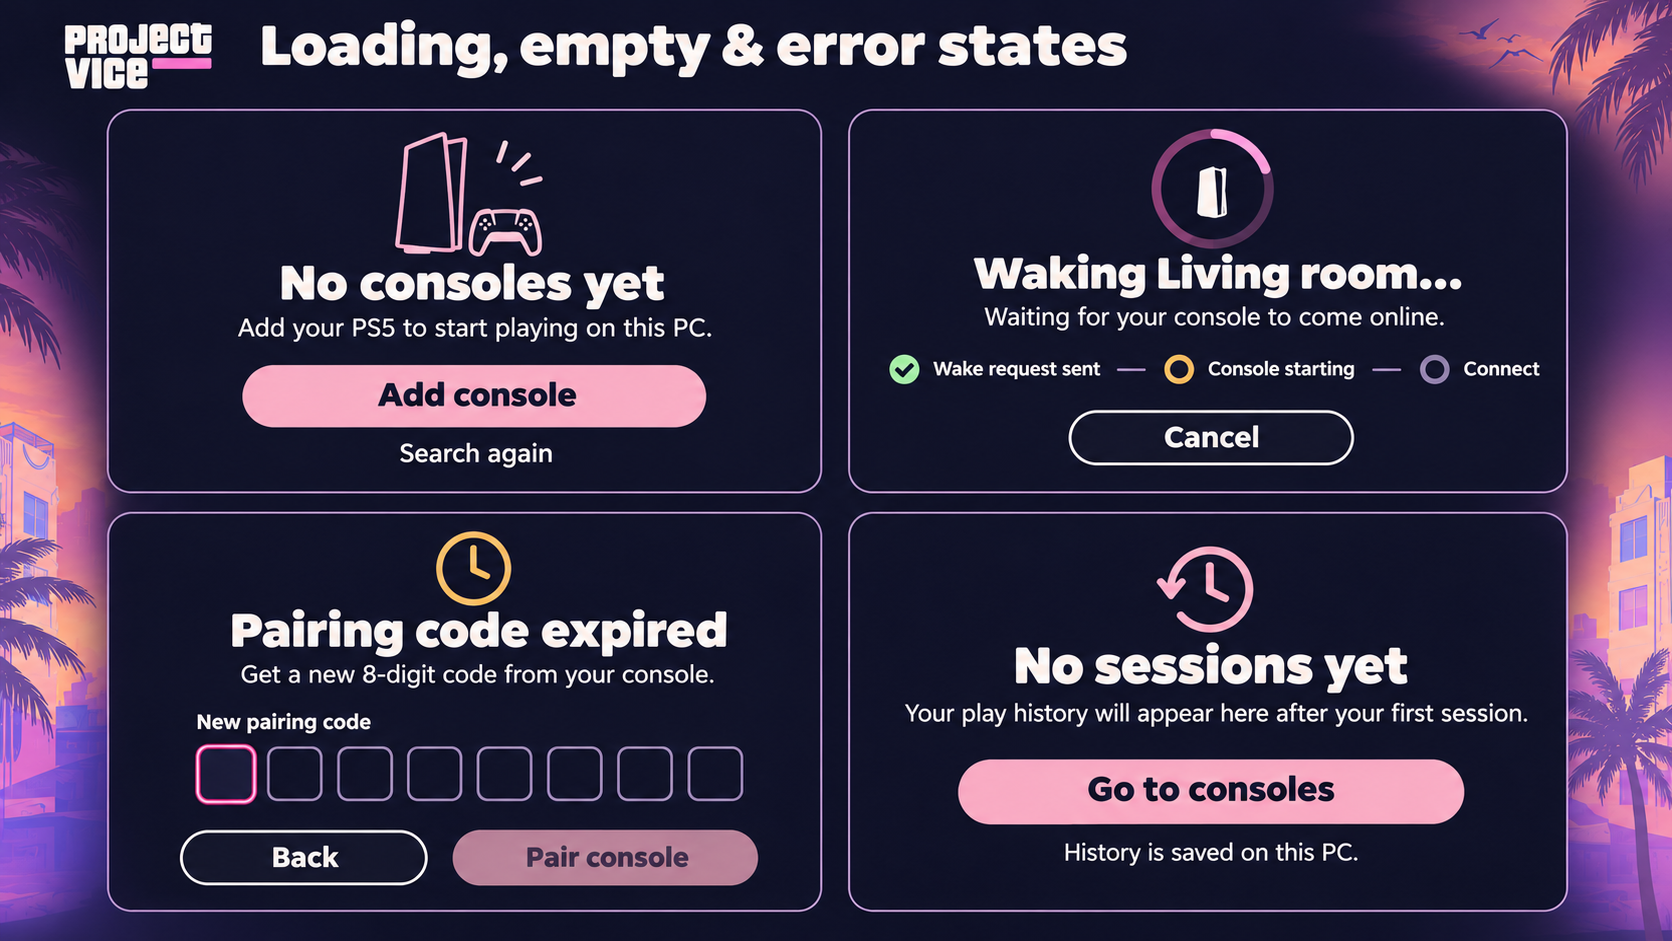 PROJECT
VICE
Loading, empty & error states
No consoles yet
Add your PS5 to start playing on this PC.
Add console
Search again
Waking Living room...
Waiting for your console to come online.
Wake request sent
Console starting
Connect
Cancel
Pairing code expired
Get a new 8-digit code from your console.
New pairing code
Back
Pair console
No sessions yet
Your play history will appear here after your first session.
Go to consoles
History is saved on this PC.